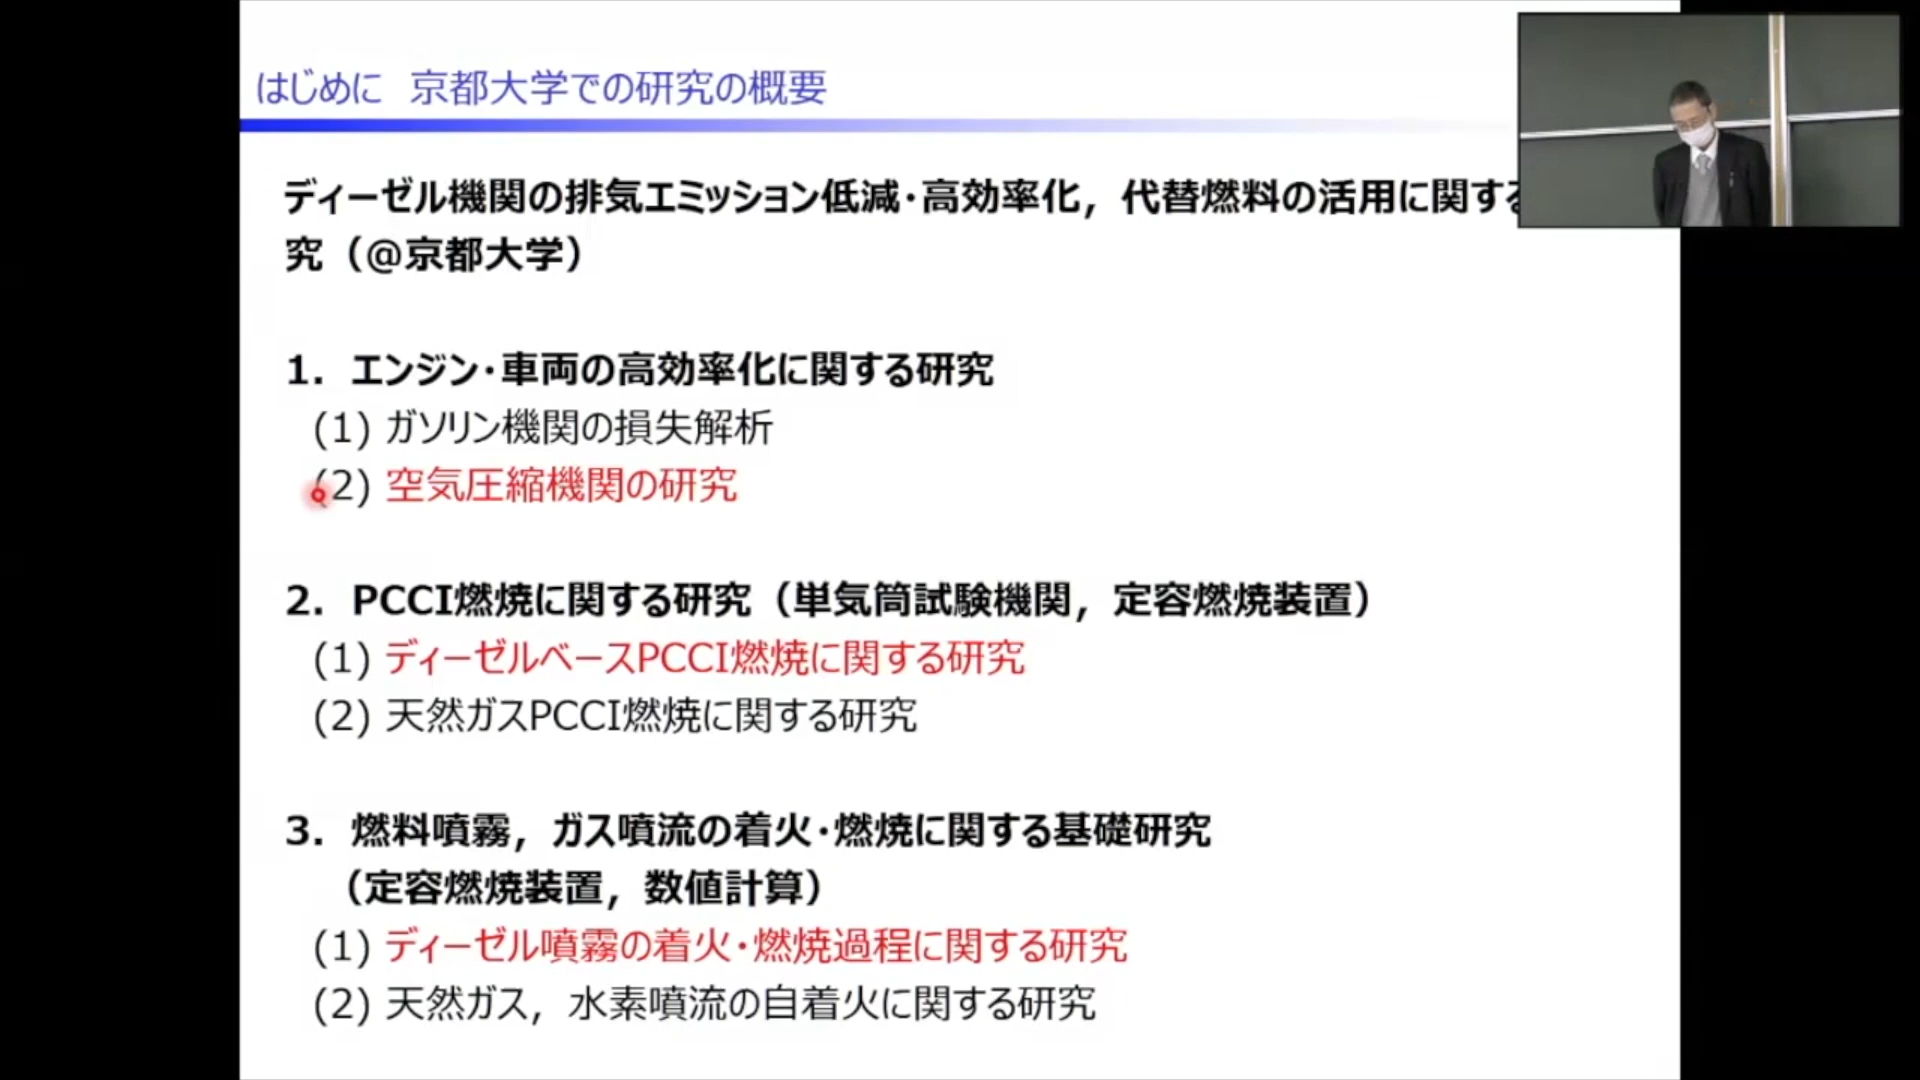 はじめに　京都大学での研究の概要
ディーゼル機関の排気エミッション低減・高効率化，代替燃料の活用に関する
究（@京都大学）
1．エンジン・車両の高効率化に関する研究
(1) ガソリン機関の損失解析
(2) 空気圧縮機関の研究
2．PCCI燃焼に関する研究（単気筒試験機関，定容燃焼装置）
(1) ディーゼルベースPCCI燃焼に関する研究
(2) 天然ガスPCCI燃焼に関する研究
3．燃料噴霧，ガス噴流の着火・燃焼に関する基礎研究
（定容燃焼装置，数値計算）
(1) ディーゼル噴霧の着火・燃焼過程に関する研究
(2) 天然ガス，水素噴流の自着火に関する研究